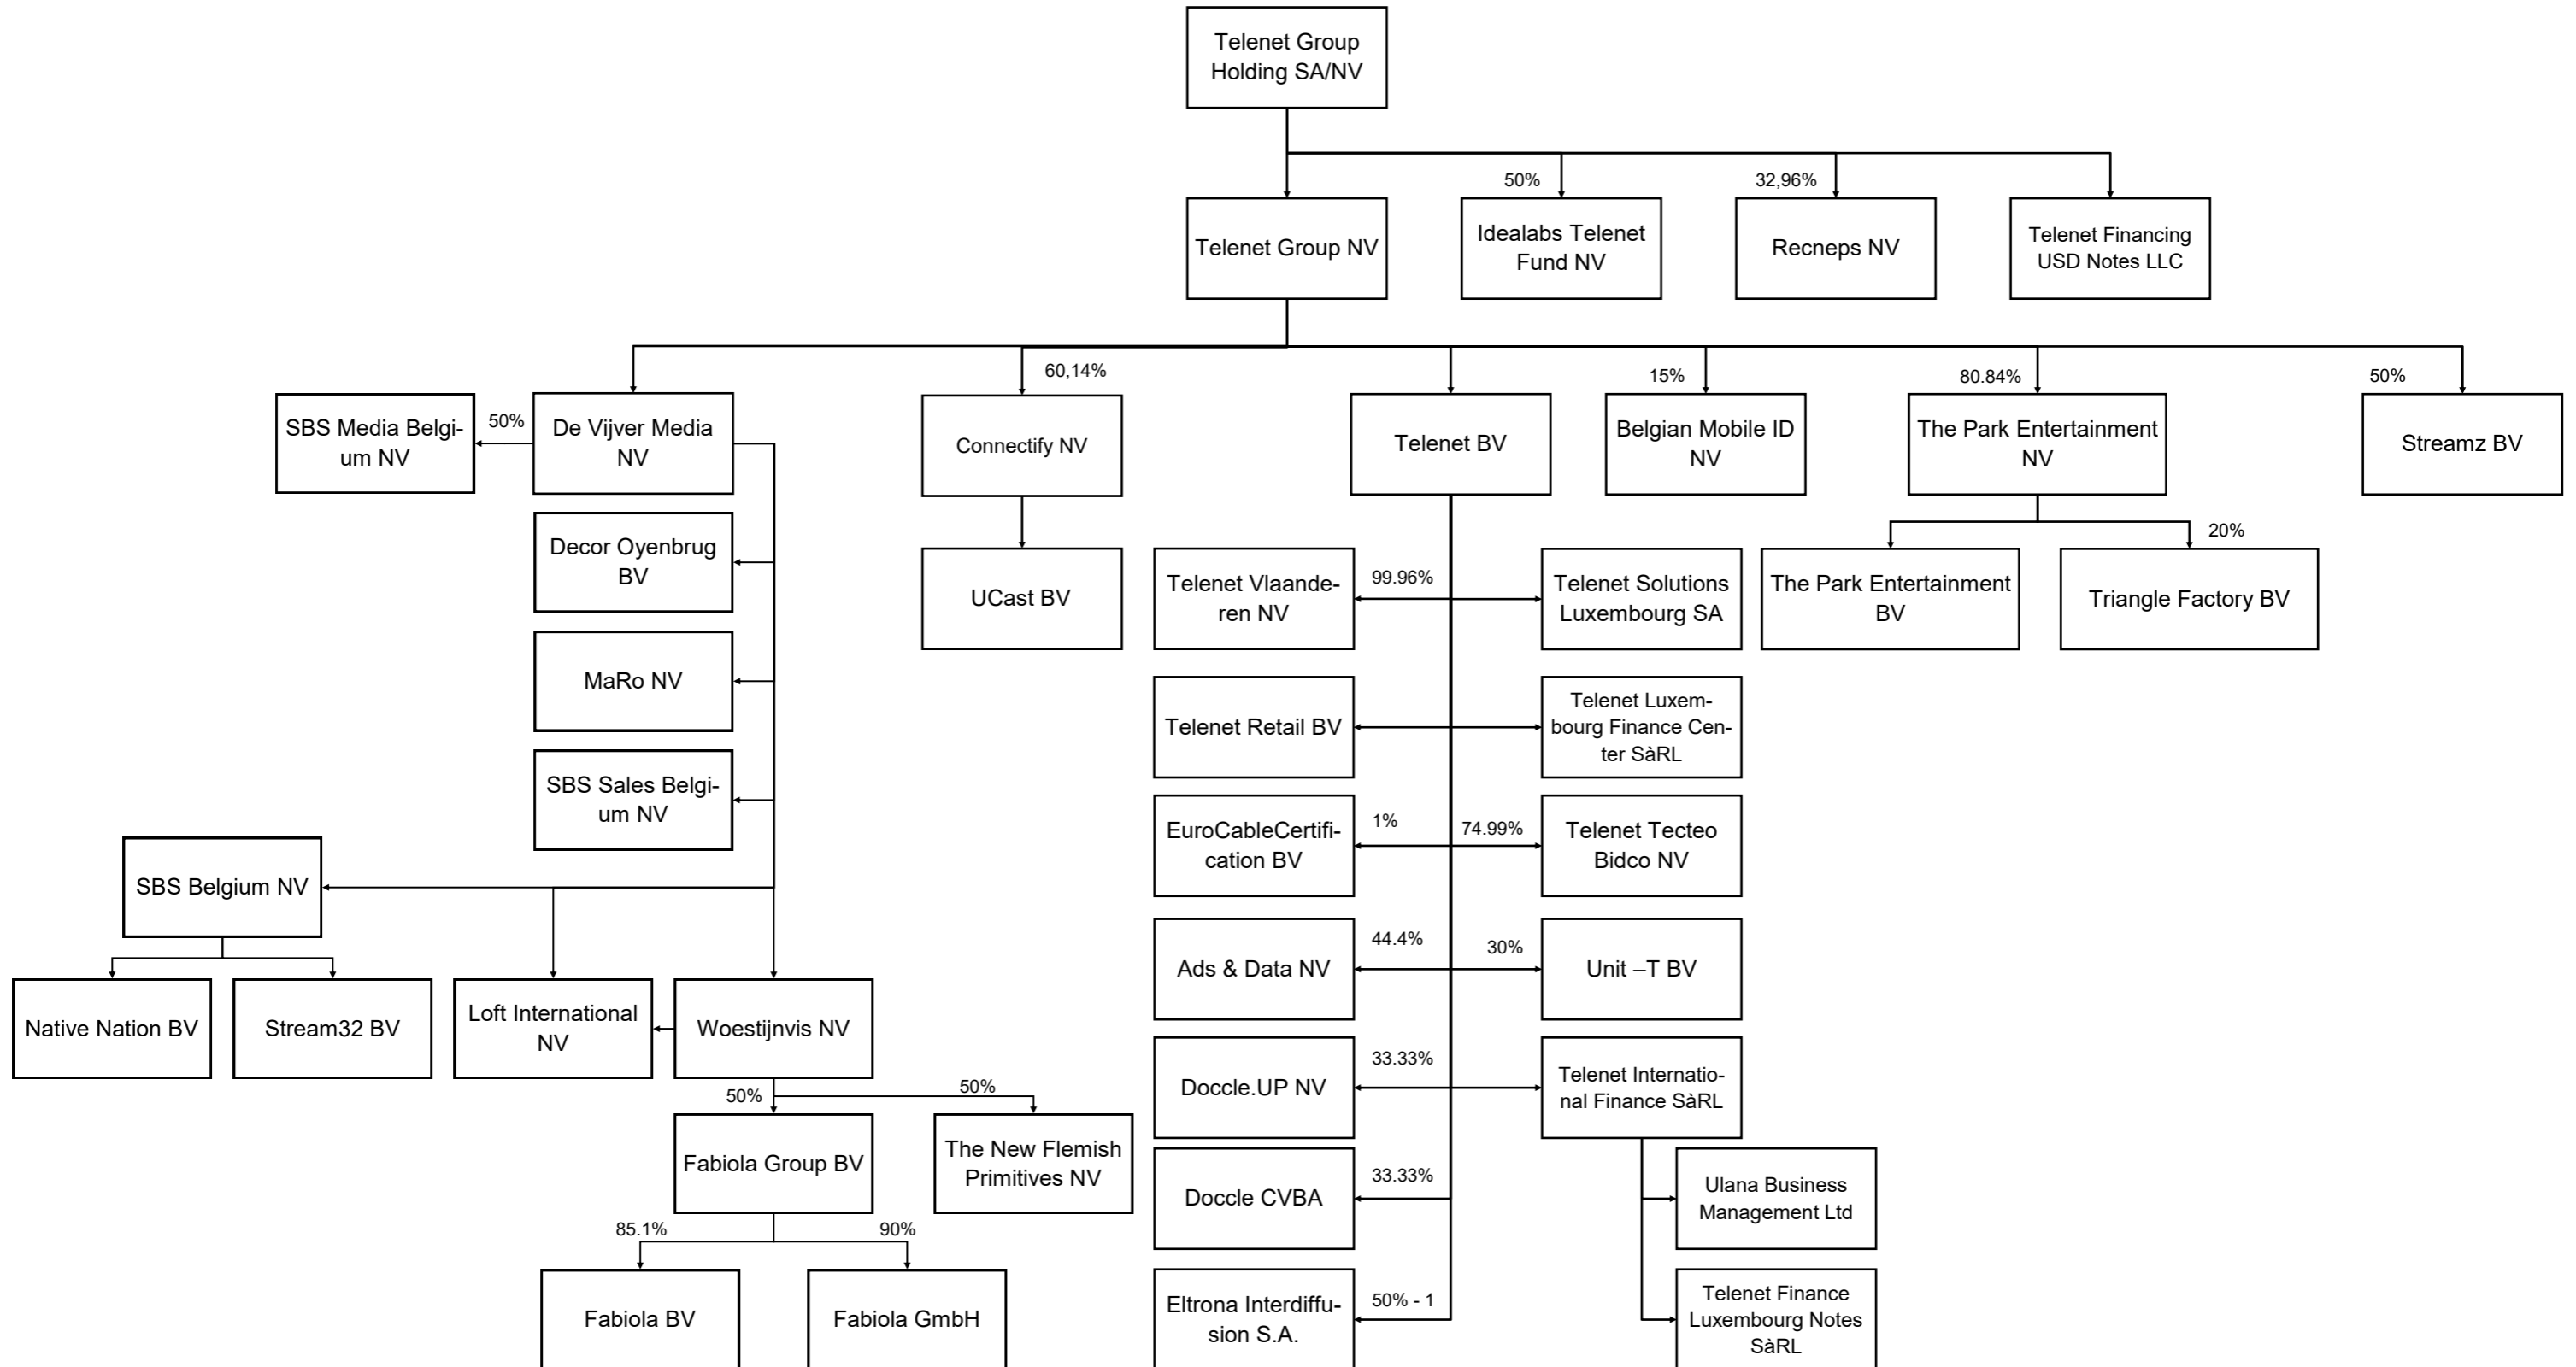 Telenet Group
Holding SA/NV
50%
32,96%
Telenet Group NV
Idealabs Telenet
Fund NV
Recneps NV
Telenet Financing
USD Notes LLC
60,14%
15%
80.84%
50%
SBS Media Belgi-
um NV
50%
De Vijver Media
NV
Connectify NV
Telenet BV
Belgian Mobile ID
NV
The Park Entertainment
NV
Streamz BV
20%
Decor Oyenbrug
BV
UCast BV
Telenet Vlaande-
ren NV
99.96%
Telenet Solutions
Luxembourg SA
The Park Entertainment
BV
Triangle Factory BV
MaRo NV
Telenet Retail BV
Telenet Luxem-
bourg Finance Cen-
ter SàRL
SBS Sales Belgi-
um NV
EuroCableCertifi-
cation BV
1%
74.99%
Telenet Tecteo
Bidco NV
SBS Belgium NV
Ads & Data NV
44.4%
30%
Unit –T BV
Native Nation BV
Stream32 BV
Loft International
NV
Woestijnvis NV
Doccle.UP NV
33.33%
Telenet Internatio-
nal Finance SàRL
50%
50%
Fabiola Group BV
The New Flemish
Primitives NV
Doccle CVBA
33.33%
Ulana Business
Management Ltd
85.1%
90%
Fabiola BV
Fabiola GmbH
Eltrona Interdiffu-
sion S.A.
50% - 1
Telenet Finance
Luxembourg Notes
SàRL